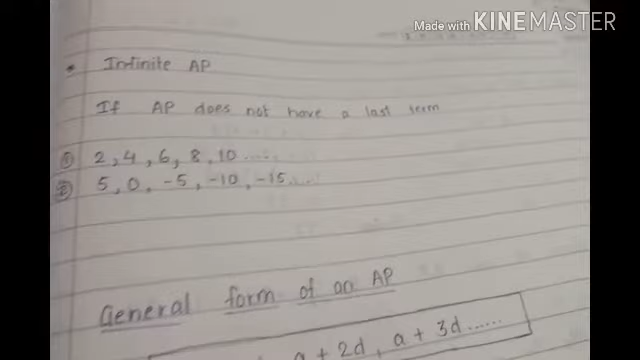 Made with KINEMASTER
• Infinite AP
If AP does not have a last term
① 2, 4, 6, 8, 10.....
② 5, 0, -5, -10, -15.....
General form of an AP
a + 2d, a + 3d......